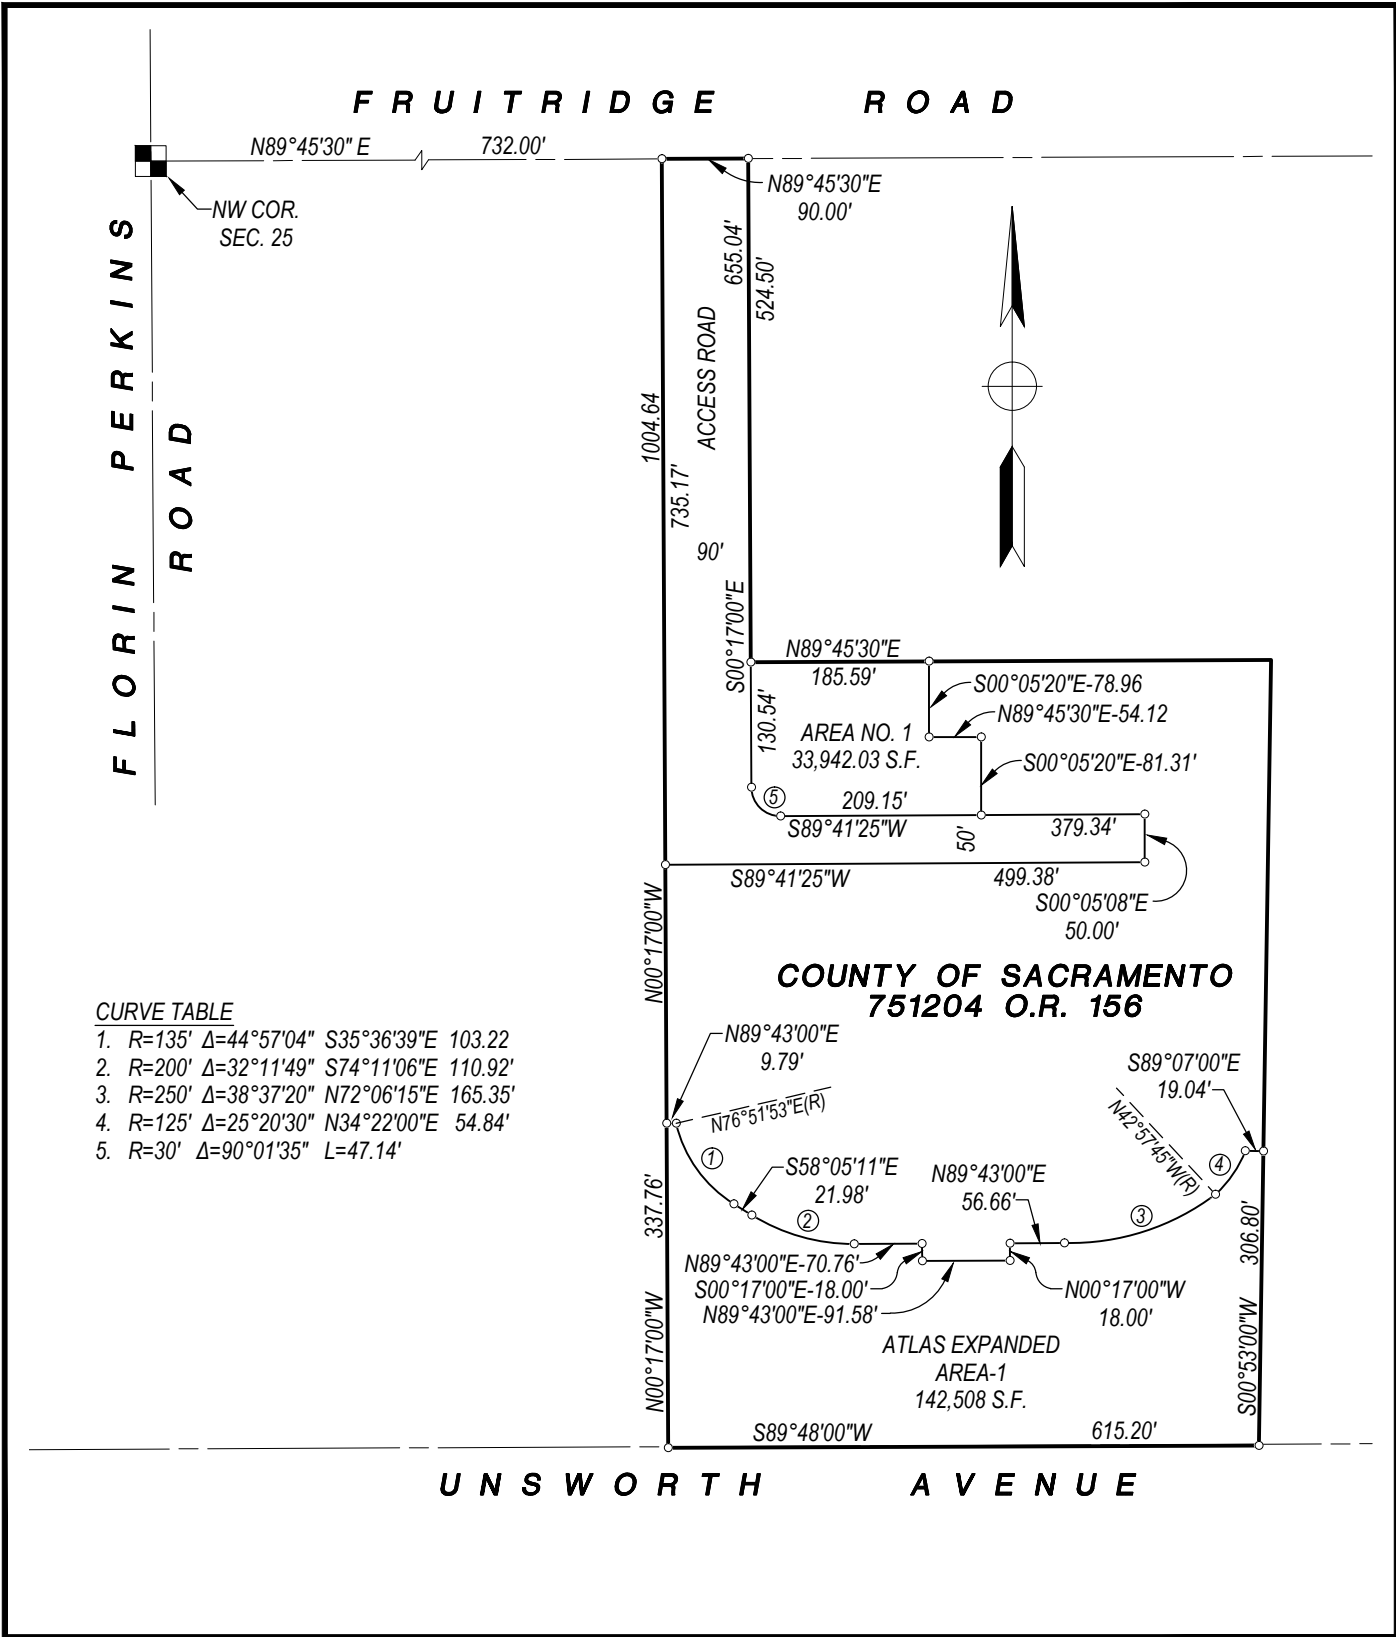 FRUITRIDGE ROAD
N89°45'30" E 732.00'
N89°45'30"E
90.00'
NW COR.
SEC. 25
FLORIN PERKINS
ROAD
655.04'
524.50'
ACCESS ROAD
1004.64
735.17'
90'
S00°17'00"E
N89°45'30"E
185.59'
S00°05'20"E-78.96
N89°45'30"E-54.12
130.54'
AREA NO. 1
33,942.03 S.F.
S00°05'20"E-81.31'
5
209.15'
S89°41'25"W
50'
379.34'
S89°41'25"W
499.38'
S00°05'08"E
50.00'
N00°17'00"W
COUNTY OF SACRAMENTO
751204 O.R. 156
CURVE TABLE
1. R=135' Δ=44°57'04" S35°36'39"E 103.22
2. R=200' Δ=32°11'49" S74°11'06"E 110.92'
3. R=250' Δ=38°37'20" N72°06'15"E 165.35'
4. R=125' Δ=25°20'30" N34°22'00"E 54.84'
5. R=30' Δ=90°01'35" L=47.14'
N89°43'00"E
9.79'
S89°07'00"E
19.04'
N76°51'53"E(R)
N42°57'45"W(R)
1
S58°05'11"E
21.98'
N89°43'00"E
56.66'
4
2
3
337.76'
306.80'
N89°43'00"E-70.76'
S00°17'00"E-18.00'
N89°43'00"E-91.58'
N00°17'00"W
18.00'
N00°17'00"W
ATLAS EXPANDED
AREA-1
142,508 S.F.
S00°53'00"W
S89°48'00"W 615.20'
UNSWORTH AVENUE